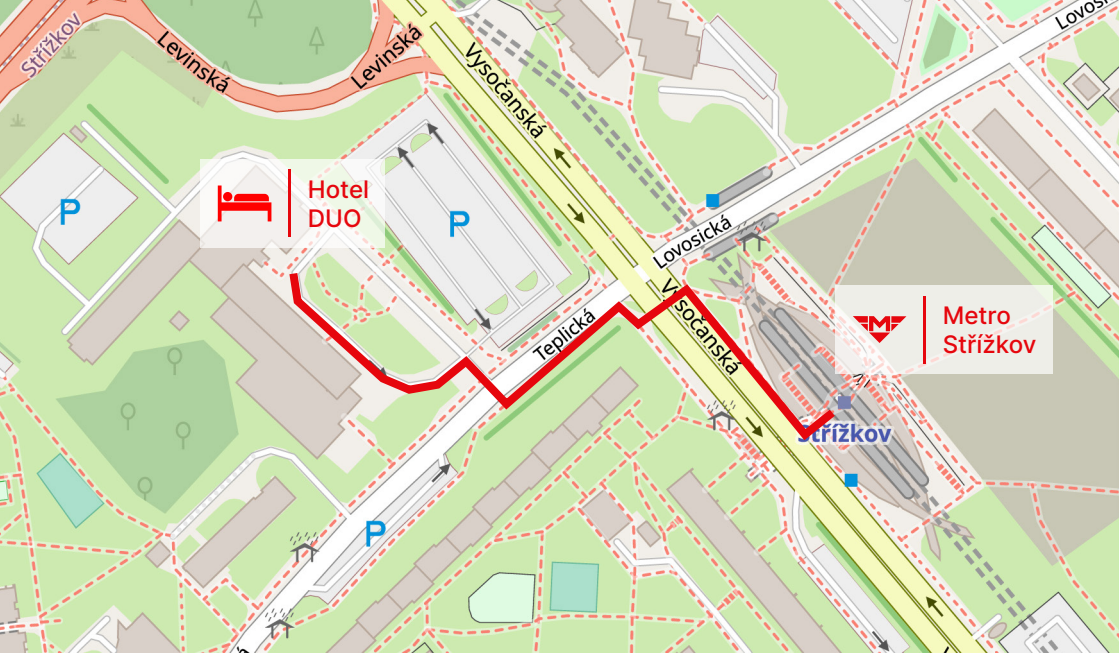 Střížkov
Levinská
Levinská
Vysočanská
Lovosická
Hotel
DUO
P
P
Lovosická
Vysočanská
Teplická
M
Metro
Střížkov
Střížkov
P